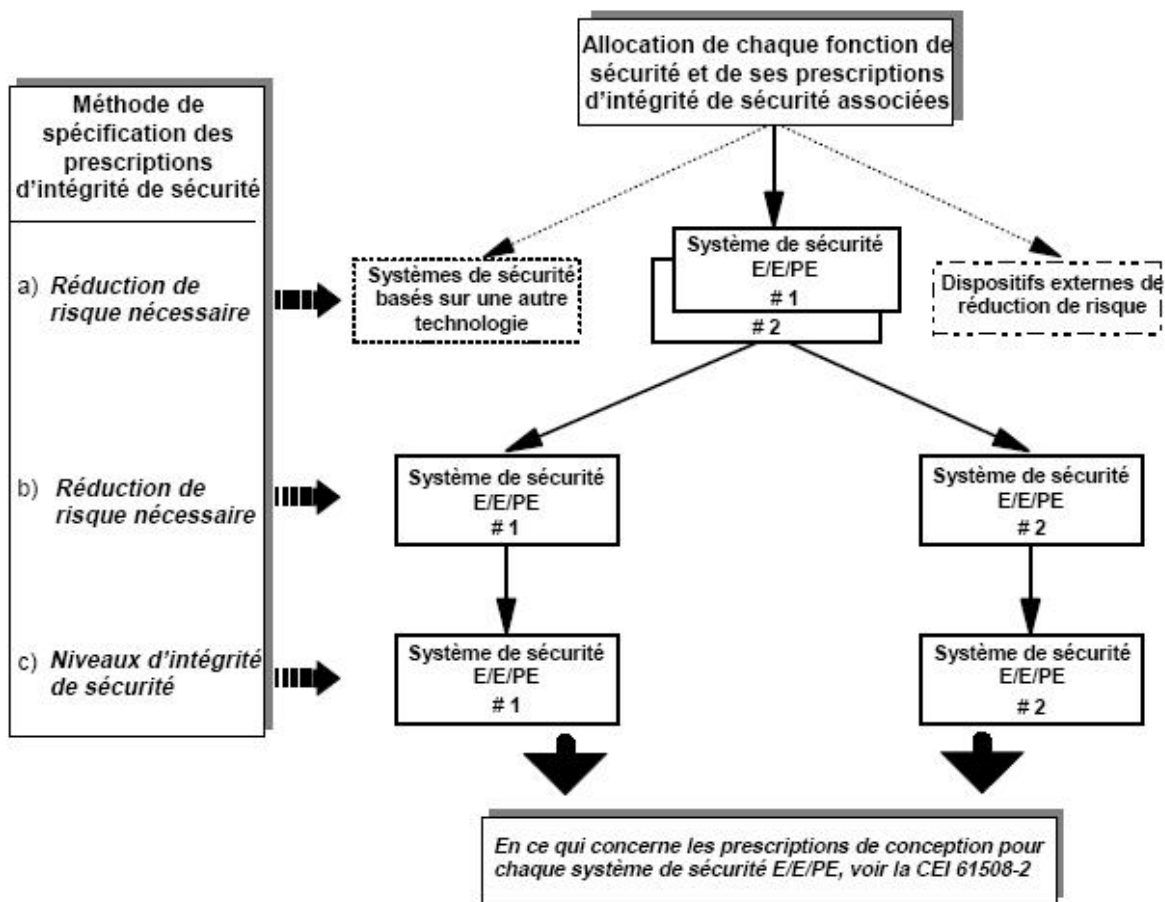 Allocation de chaque fonction de
sécurité et de ses prescriptions
d'intégrité de sécurité associées
Méthode de
spécification des
prescriptions
d'intégrité de sécurité
a) Réduction de
risque nécessaire
Systèmes de sécurité
basés sur une autre
technologie
Système de sécurité
E/E/PE
# 1
# 2
Dispositifs externes de
réduction de risque
b) Réduction de
risque nécessaire
Système de sécurité
E/E/PE
# 1
Système de sécurité
E/E/PE
# 2
c) Niveaux d'intégrité
de sécurité
Système de sécurité
E/E/PE
# 1
Système de sécurité
E/E/PE
# 2
En ce qui concerne les prescriptions de conception pour
chaque système de sécurité E/E/PE, voir la CEI 61508-2